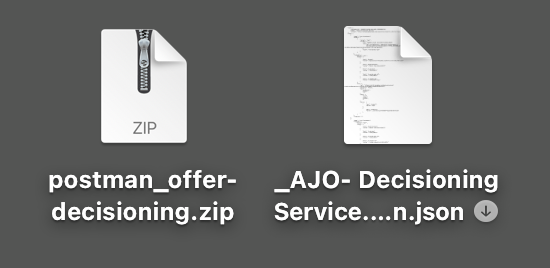 ZIP
postman_offer-
decisioning.zip
_AJO- Decisioning
Service....n.json